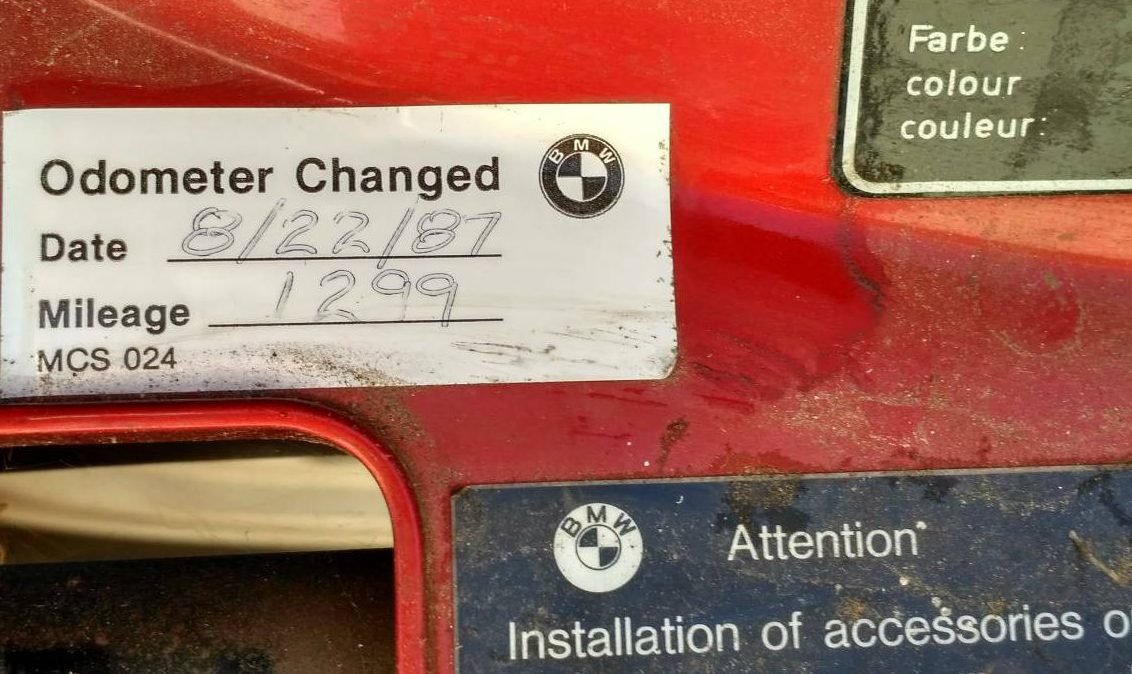 Odometer Changed
BMW
Date 8/22/87
Mileage 1299
MCS 024
Farbe :
colour
couleur:
BMW
Attention
Installation of accessories